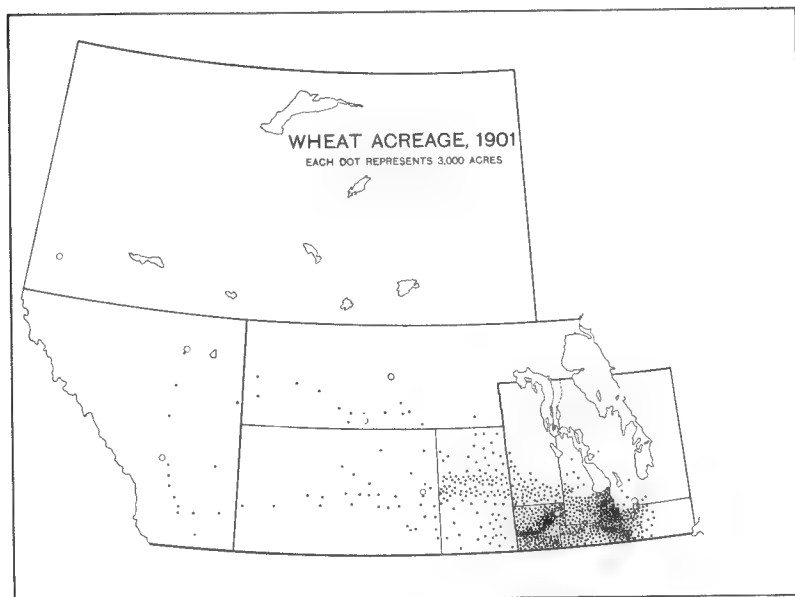 WHEAT ACREAGE, 1901
EACH DOT REPRESENTS 3,000 ACRES